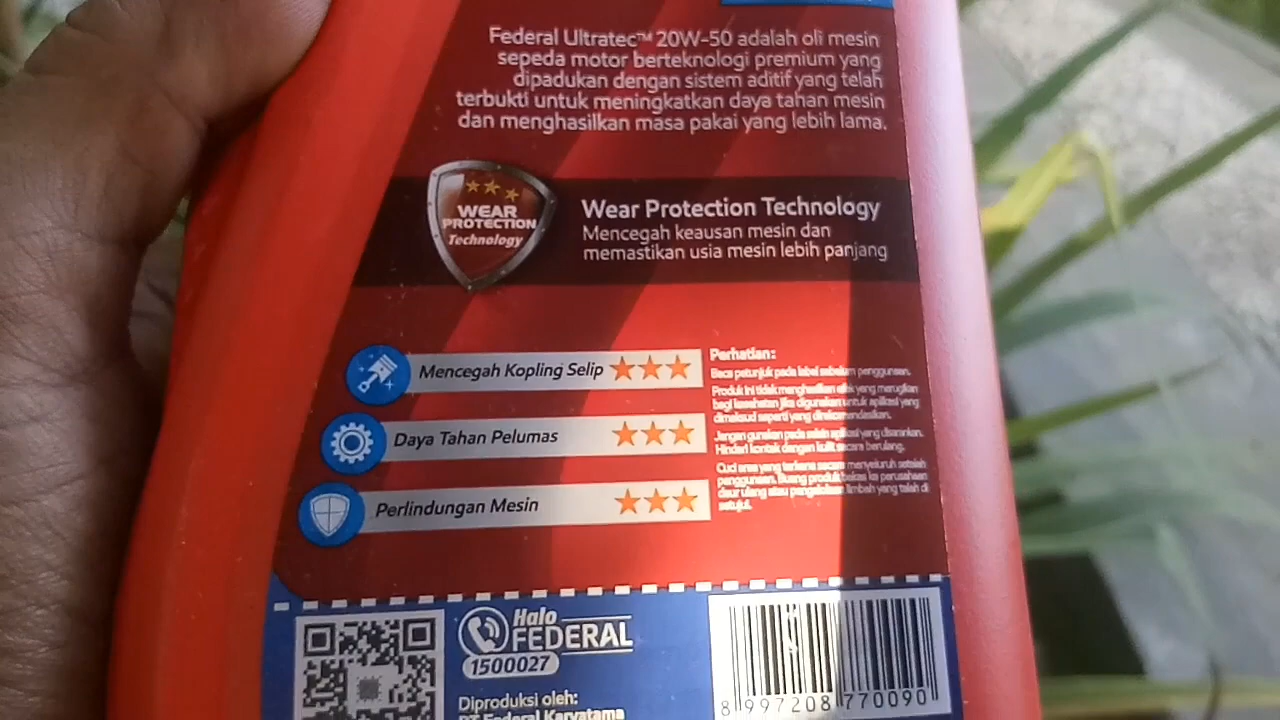 Federal Ultratec™ 20W-50 adalah oli mesin
sepeda motor berteknologi premium yang
dipadukan dengan sistem aditif yang telah
terbukti untuk meningkatkan daya tahan mesin
dan menghasilkan masa pakai yang lebih lama.
WEAR
PROTECTION
Technology
Wear Protection Technology
Mencegah keausan mesin dan
memastikan usia mesin lebih panjang
Mencegah Kopling Selip
Daya Tahan Pelumas
Perlindungan Mesin
Perhatian:
Baca petunjuk pada label sebelum penggunaan.
Produk ini tidak menghasilkan efek yang merugikan
bagi kesehatan jika digunakan untuk aplikasi yang
dimaksud seperti yang direkomendasikan.
Jangan gunakan pada selain aplikasi yang disarankan.
Hindari kontak dengan kulit secara berulang.
Cuci area yang terkena secara menyeluruh setelah
penggunaan. Buang produk bekas ke perusahaan
daur ulang atau pengelolaan limbah yang telah di
setujui.
Halo
FEDERAL
1500027
Diproduksi oleh:
PT Federal Karyatama
8 997208 770090